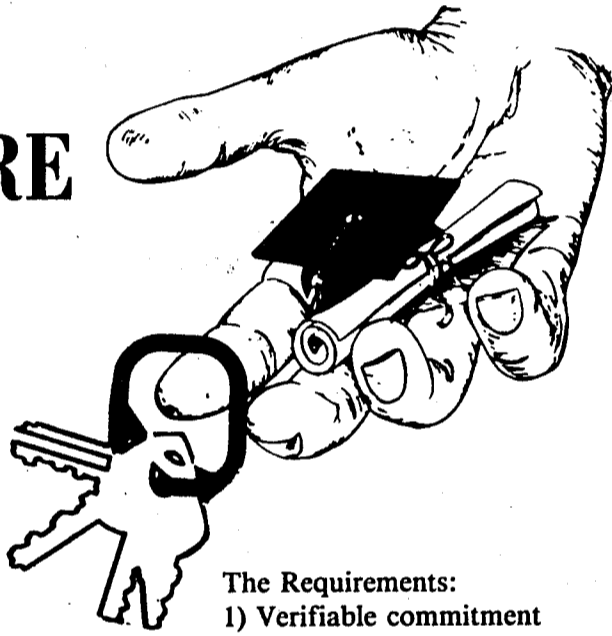 RE
The Requirements:
1) Verifiable commitment